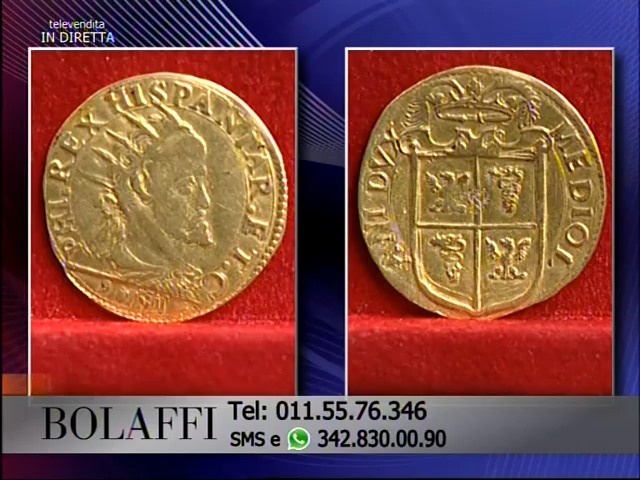 televendita
IN DIRETTA
PHI.REX HISPANIAR.ET.C
MEDIOL
DVX
BOLAFFI
Tel: 011.55.76.346
SMS e 342.830.00.90